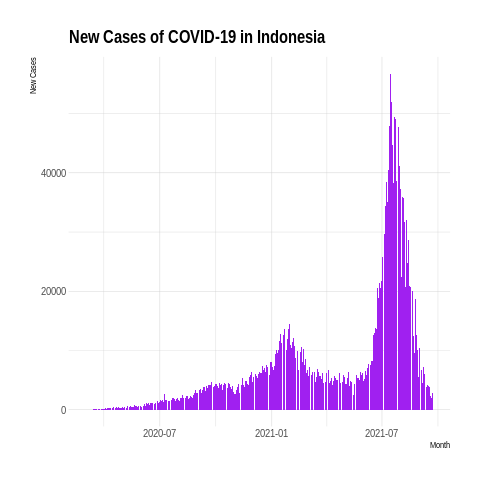 New Cases of COVID-19 in Indonesia
New Cases
40000
20000
0
2020-07 2021-01 2021-07
Month